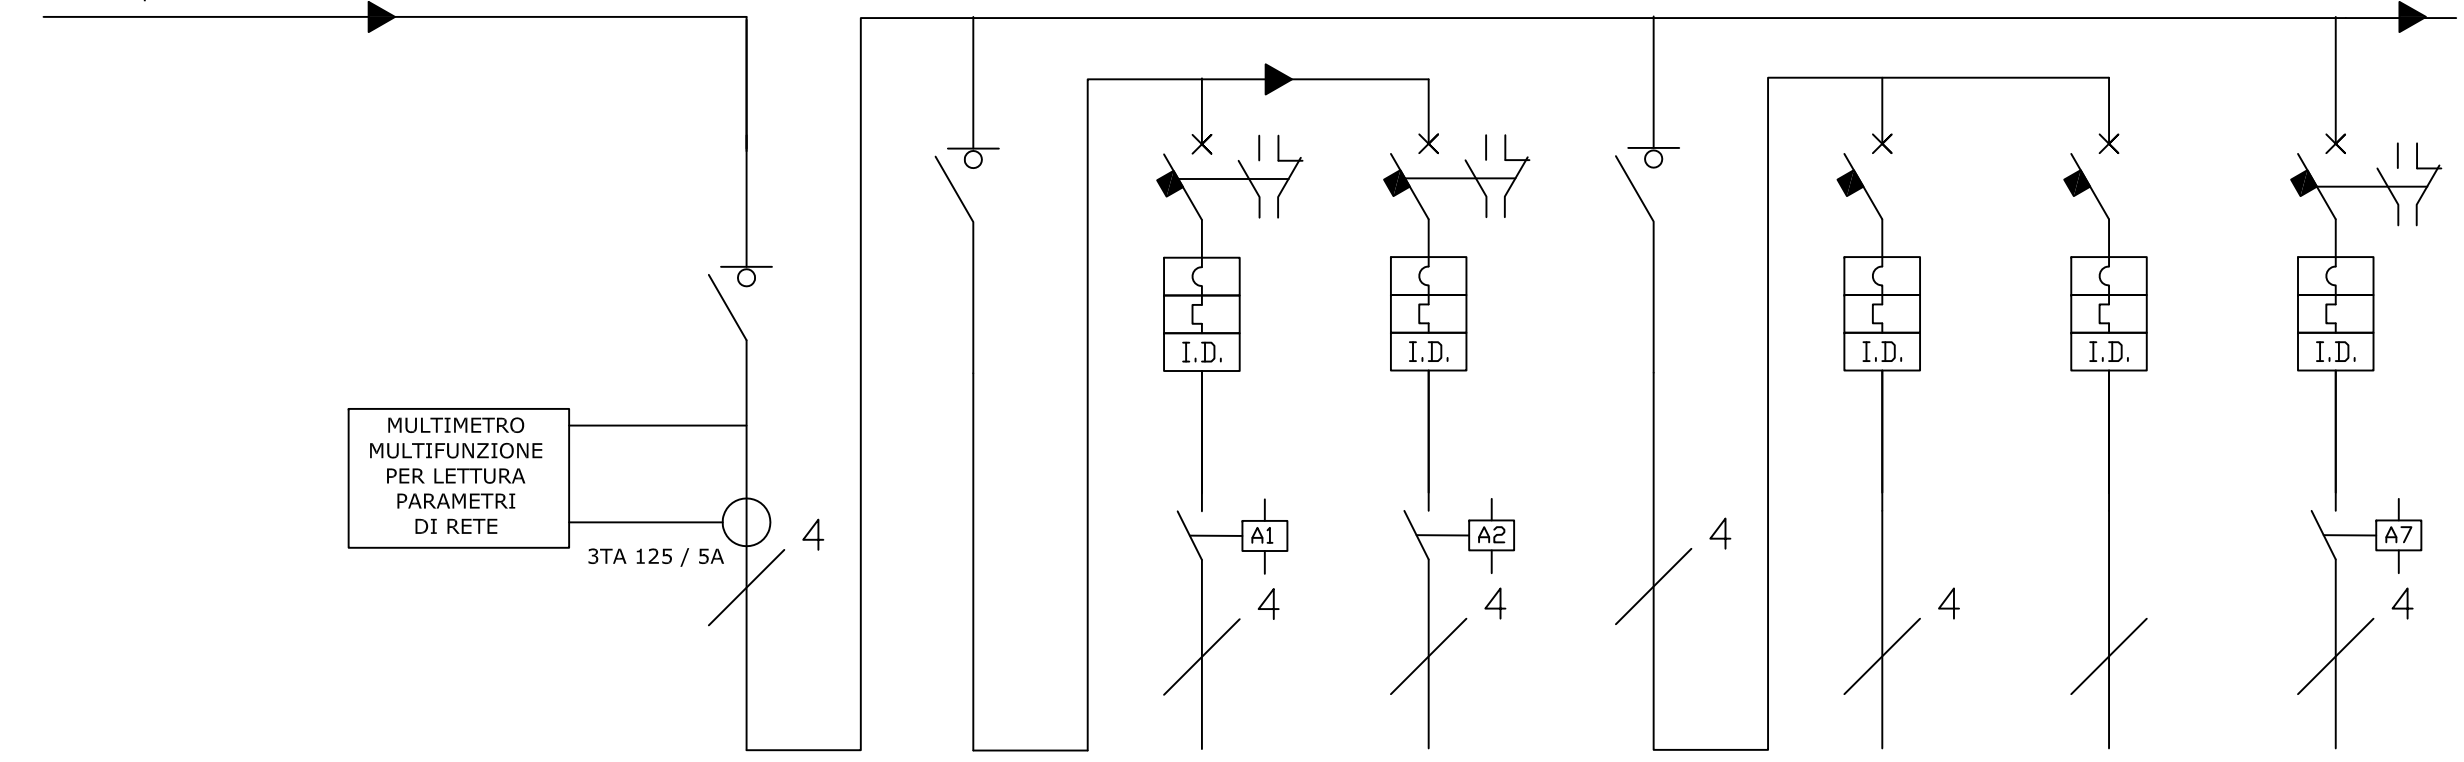 MULTIMETRO
MULTIFUNZIONE
PER LETTURA
PARAMETRI
DI RETE
3TA 125 / 5A
4
I.D.
I.D.
I.D.
I.D.
I.D.
A1
A2
A7
4
4
4
4
4